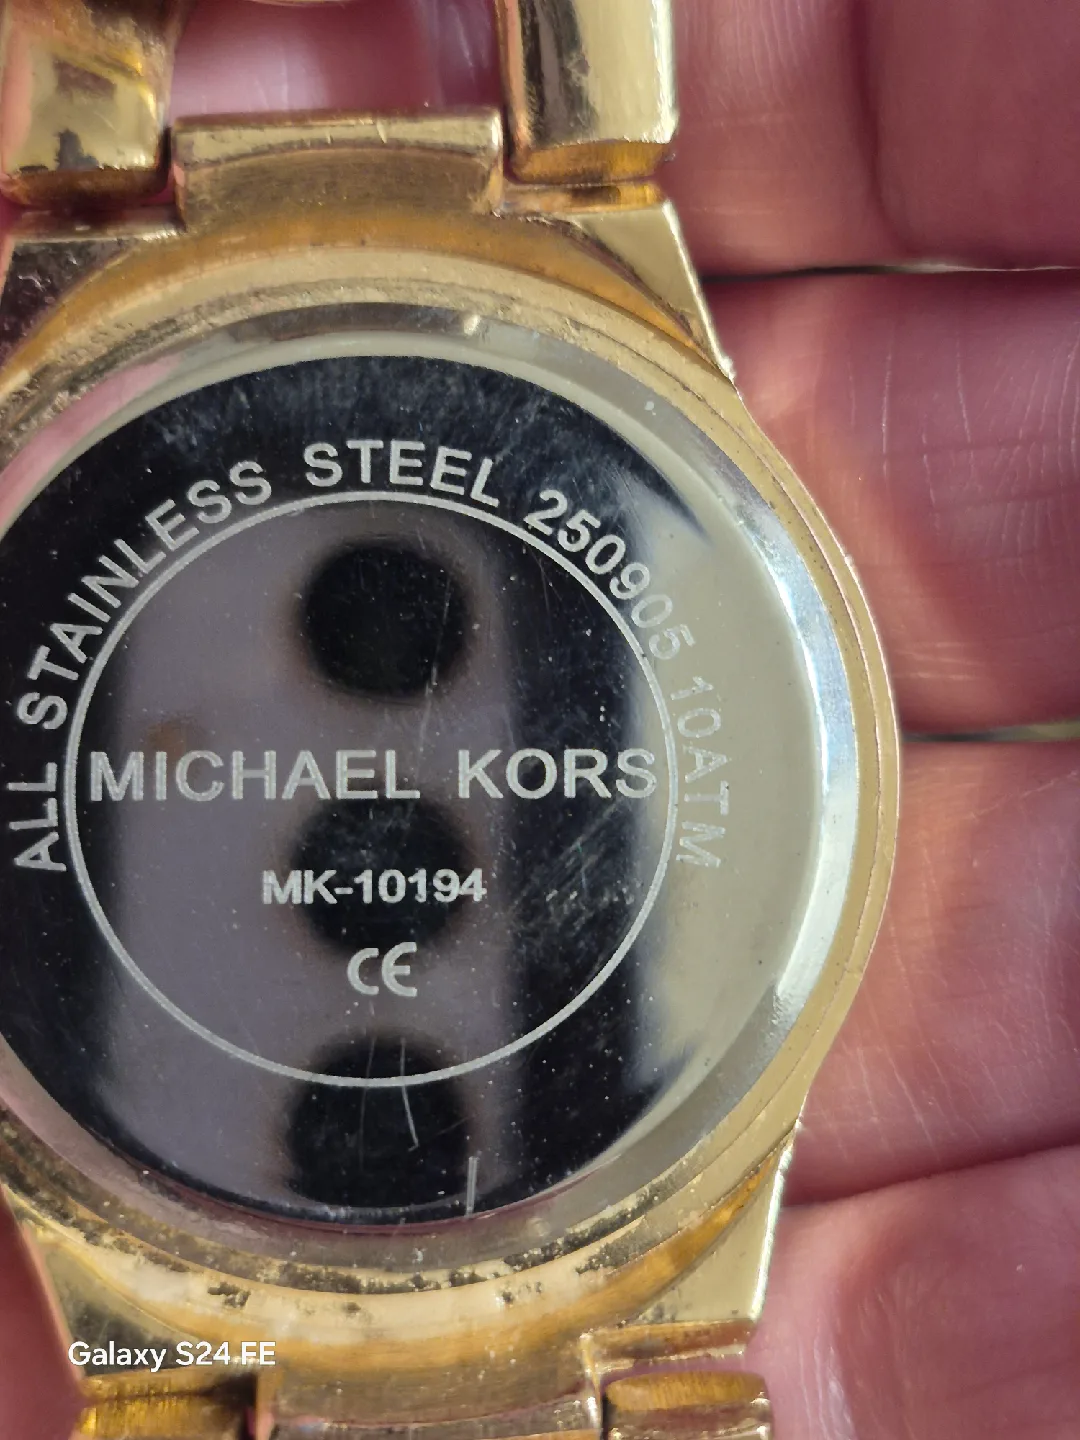 ALL STAINLESS STEEL 250905 10ATM
MICHAEL KORS
MK-10194
CE
Galaxy S24 FE